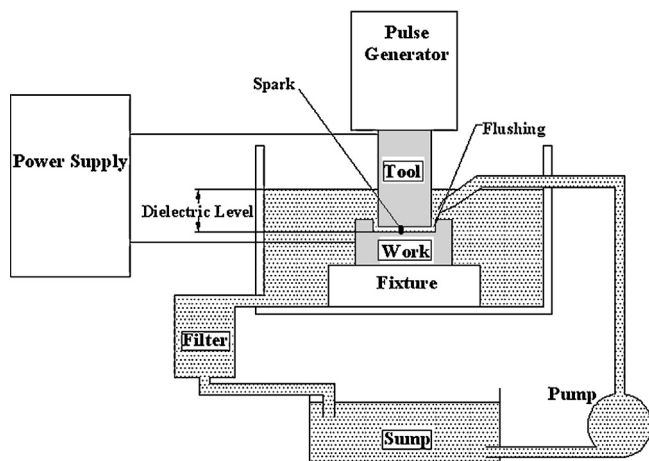 Pulse
Generator
Spark
Flushing
Power Supply
Tool
Dielectric Level
Work
Fixture
Filter
Pump
Sump